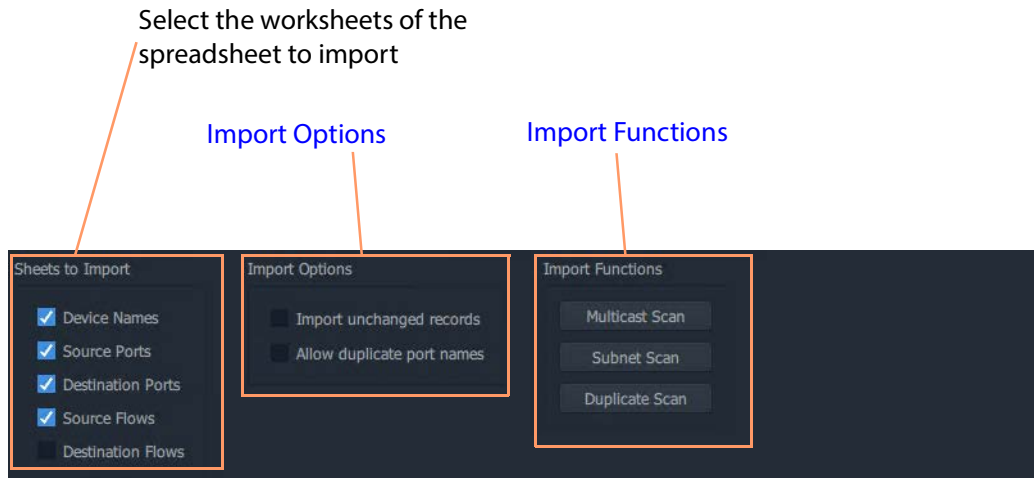 Select the worksheets of the
spreadsheet to import
Import Options
Import Functions
Sheets to Import
Device Names
Source Ports
Destination Ports
Source Flows
Destination Flows
Import Options
Import unchanged records
Allow duplicate port names
Import Functions
Multicast Scan
Subnet Scan
Duplicate Scan